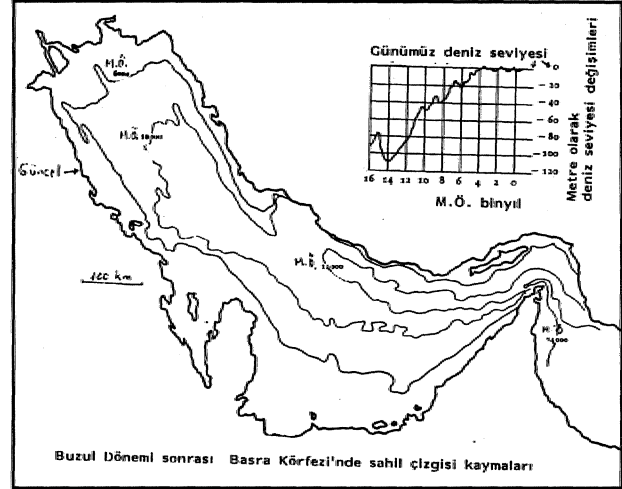 Günümüz deniz seviyesi
0
– 20
– 40
– 60
– 80
– 100
– 120
Metre olarak
deniz seviyesi değişimleri
16 14 12 10 8 6 4 2 0
M.Ö. binyıl
M.Ö.
M.Ö.
Güncel
M.Ö.
100 km
M.Ö
14000
Buzul Dönemi sonrası Basra Körfezi'nde sahil çizgisi kaymaları